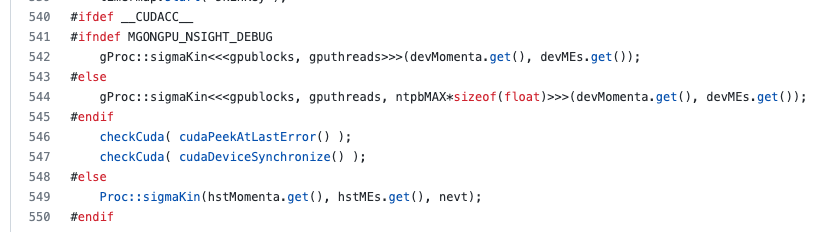 540 #ifdef __CUDACC__
541 #ifndef MGONGPU_NSIGHT_DEBUG
542     gProc::sigmaKin<<<gpublocks, gputhreads>>>(devMomenta.get(), devMEs.get());
543 #else
544     gProc::sigmaKin<<<gpublocks, gputhreads, ntpbMAX*sizeof(float)>>>(devMomenta.get(), devMEs.get());
545 #endif
546     checkCuda( cudaPeekAtLastError() );
547     checkCuda( cudaDeviceSynchronize() );
548 #else
549     Proc::sigmaKin(hstMomenta.get(), hstMEs.get(), nevt);
550 #endif